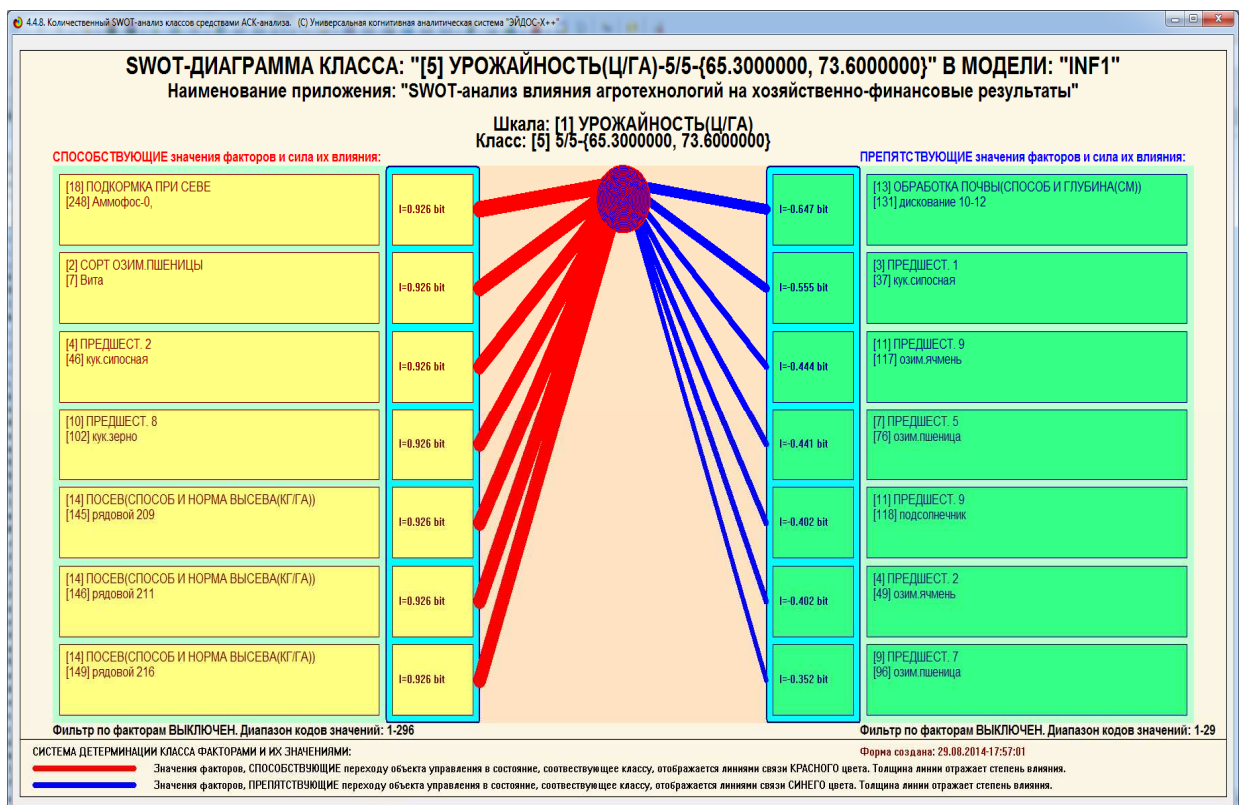 4.4.8. Количественный SWOT-анализ классов средствами АСК-анализа. (C) Универсальная когнитивная аналитическая система "ЭЙДОС-X++"
SWOT-ДИАГРАММА КЛАССА: "[5] УРОЖАЙНОСТЬ(Ц/ГА)-5/5-{65.3000000, 73.6000000}" В МОДЕЛИ: "INF1"
Наименование приложения: "SWOT-анализ влияния агротехнологий на хозяйственно-финансовые результаты"
Шкала: [1] УРОЖАЙНОСТЬ(Ц/ГА)
Класс: [5] 5/5-{65.3000000, 73.6000000}
СПОСОБСТВУЮЩИЕ значения факторов и сила их влияния:
[18] ПОДКОРМКА ПРИ СЕВЕ
[248] Аммофос-0,
I=0.926 bit
[2] СОРТ ОЗИМ.ПШЕНИЦЫ
[7] Вита
I=0.926 bit
[4] ПРЕДШЕСТ. 2
[46] кук.сипосная
I=0.926 bit
[10] ПРЕДШЕСТ. 8
[102] кук.зерно
I=0.926 bit
[14] ПОСЕВ(СПОСОБ И НОРМА ВЫСЕВА(КГ/ГА))
[145] рядовой 209
I=0.926 bit
[14] ПОСЕВ(СПОСОБ И НОРМА ВЫСЕВА(КГ/ГА))
[146] рядовой 211
I=0.926 bit
[14] ПОСЕВ(СПОСОБ И НОРМА ВЫСЕВА(КГ/ГА))
[149] рядовой 216
I=0.926 bit
Фильтр по факторам ВЫКЛЮЧЕН. Диапазон кодов значений: 1-296
ПРЕПЯТСТВУЮЩИЕ значения факторов и сила их влияния:
I=-0.647 bit
[13] ОБРАБОТКА ПОЧВЫ(СПОСОБ И ГЛУБИНА(СМ))
[131] дискование 10-12
I=-0.555 bit
[3] ПРЕДШЕСТ. 1
[37] кук.сипосная
I=-0.444 bit
[11] ПРЕДШЕСТ. 9
[117] озим.ячмень
I=-0.441 bit
[7] ПРЕДШЕСТ. 5
[76] озим.пшеница
I=-0.402 bit
[11] ПРЕДШЕСТ. 9
[118] подсолнечник
I=-0.402 bit
[4] ПРЕДШЕСТ. 2
[49] озим.ячмень
I=-0.352 bit
[9] ПРЕДШЕСТ. 7
[96] озим.пшеница
Фильтр по факторам ВЫКЛЮЧЕН. Диапазон кодов значений: 1-29
СИСТЕМА ДЕТЕРМИНАЦИИ КЛАССА ФАКТОРАМИ И ИХ ЗНАЧЕНИЯМИ:
Форма создана: 29.08.2014-17:57:01
Значения факторов, СПОСОБСТВУЮЩИЕ переходу объекта управления в состояние, соотвествующее классу, отображается линиями связи КРАСНОГО цвета. Толщина линии отражает степень влияния.
Значения факторов, ПРЕПЯТСТВУЮЩИЕ переходу объекта управления в состояние, соотвествующее классу, отображается линиями связи СИНЕГО цвета. Толщина линии отражает степень влияния.